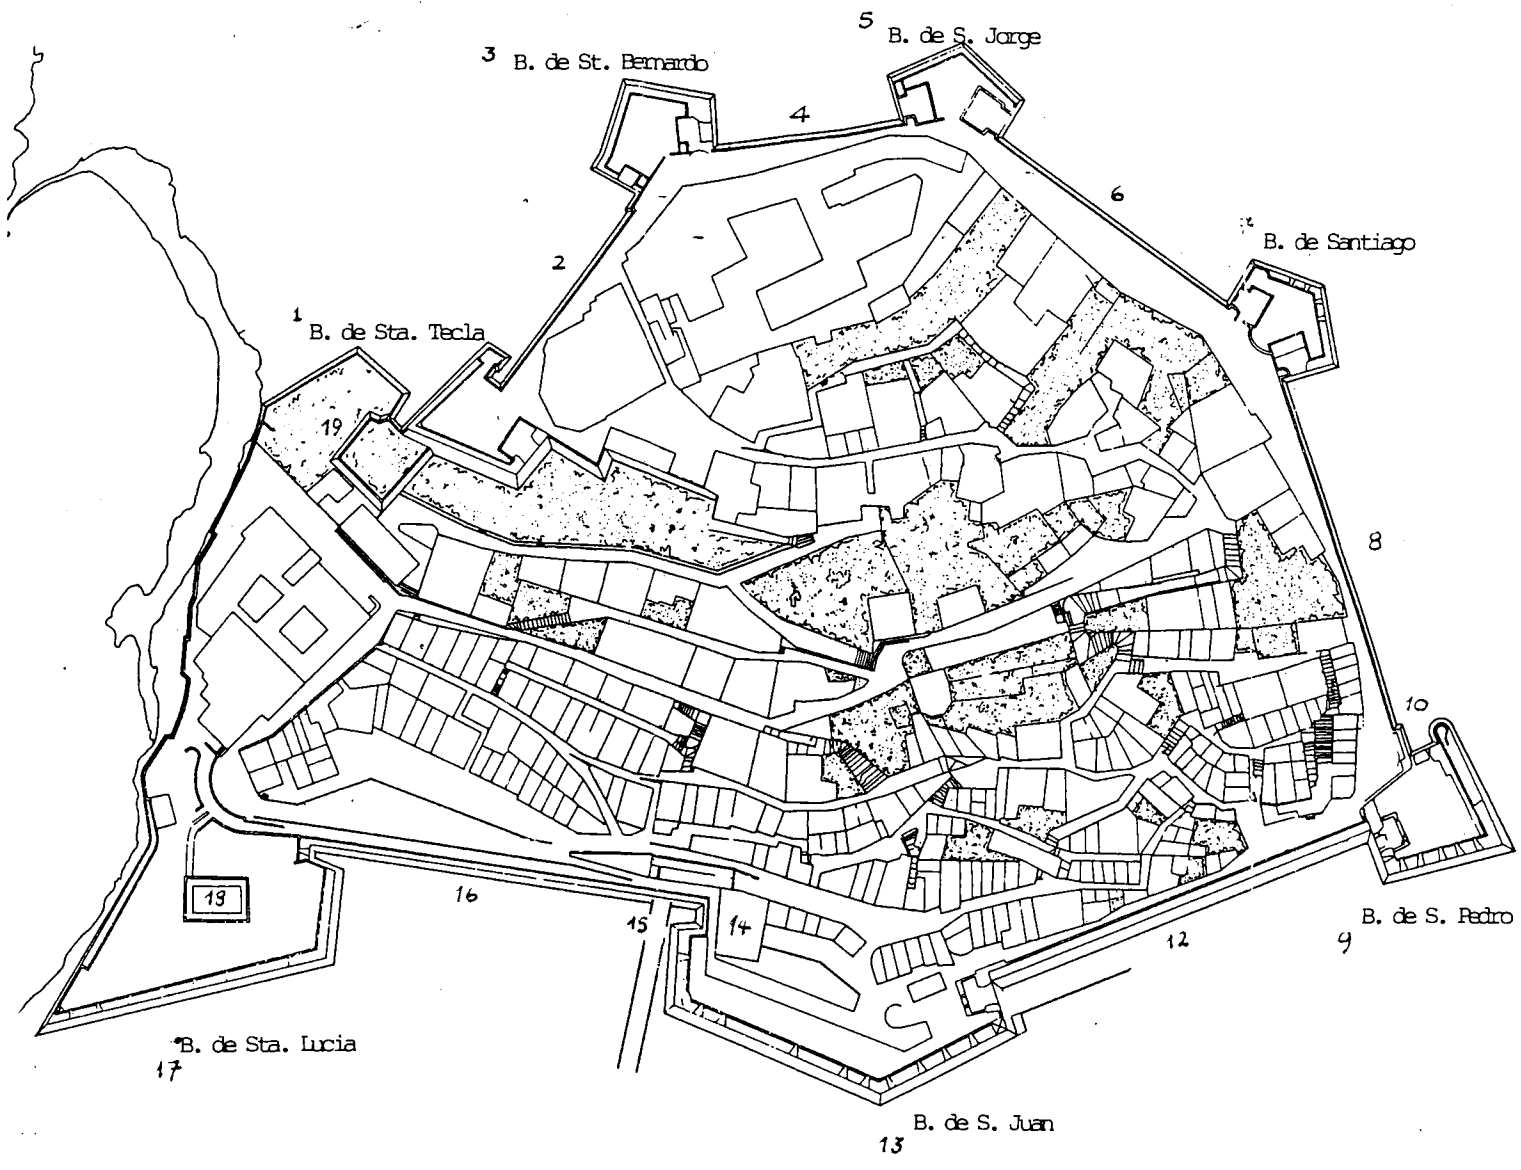 5
B. de S. Jorge
3
B. de St. Bernardo
4
6
B. de Santiago
2
1
B. de Sta. Tecla
19
8
10
19
16
15
14
12
9
B. de S. Pedro
B. de Sta. Lucia
17
B. de S. Juan
13